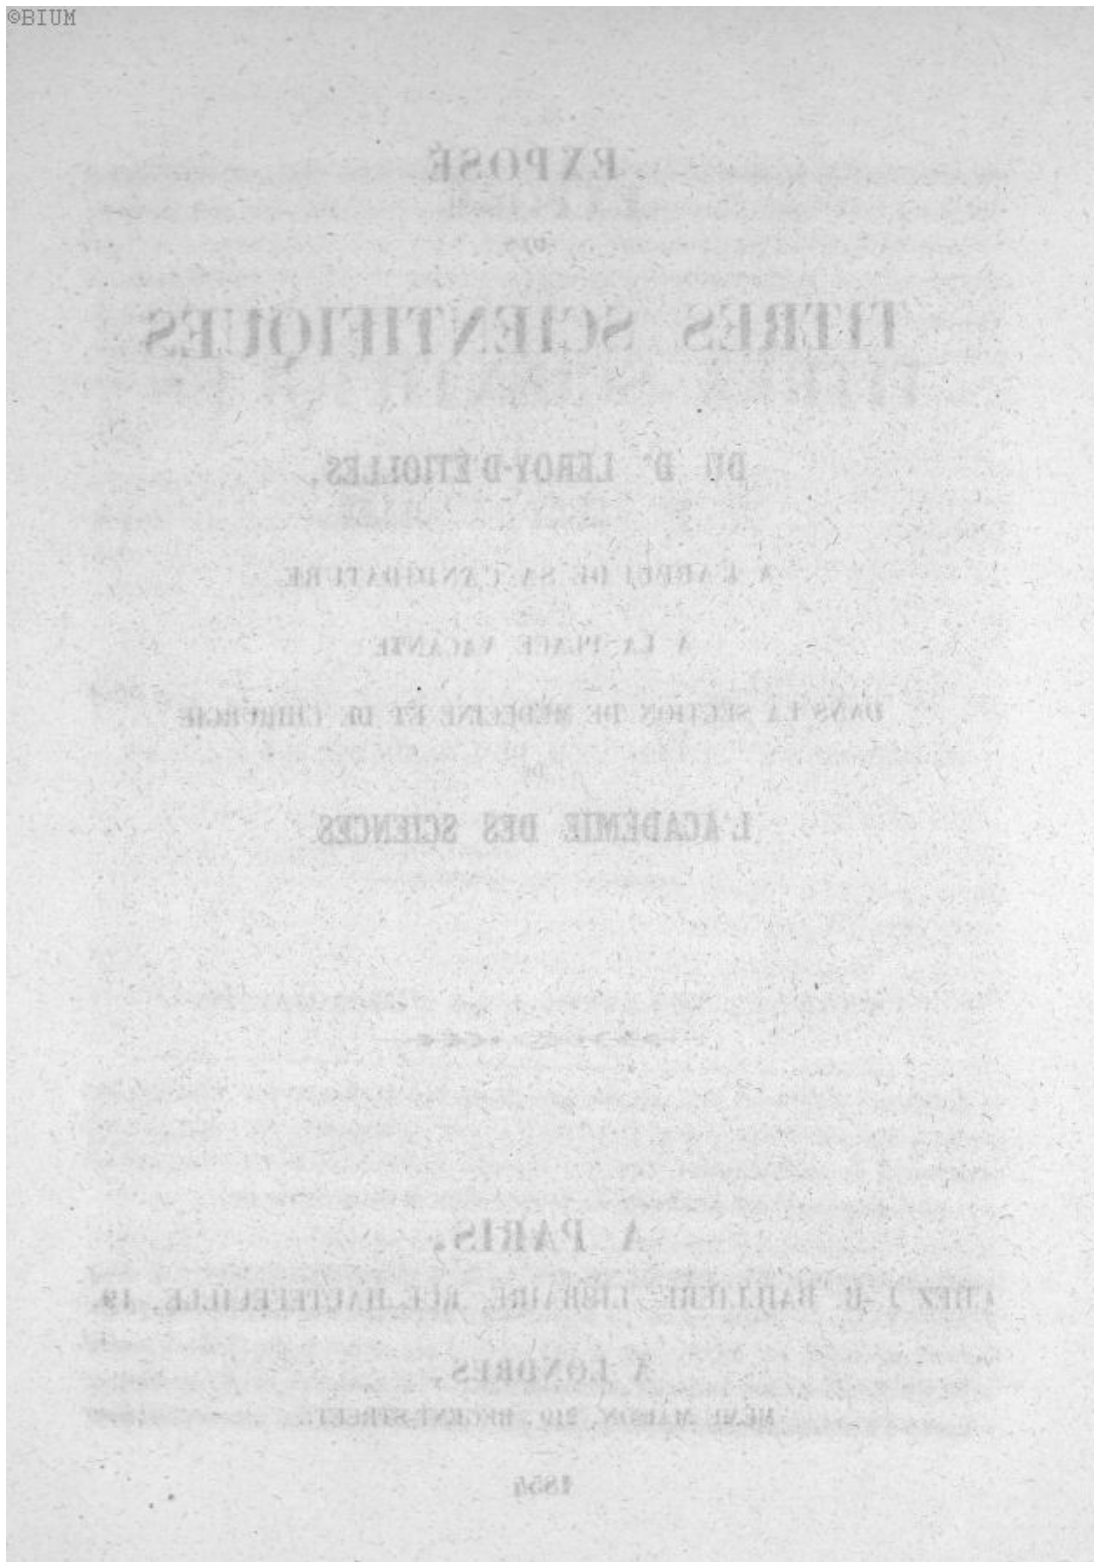 ©BIUM
EXPOSÉ
DES
TITRES SCIENTIFIQUES
DU Dr LEROY-D'ÉTIOLLES,
A L'APPUI DE SA CANDIDATURE
A LA PLACE VACANTE
DANS LA SECTION DE MÉDECINE ET DE CHIRURGIE
DE
L'ACADÉMIE DES SCIENCES
A PARIS,
CHEZ J.-B. BAILLIÈRE, LIBRAIRE, RUE HAUTEFEUILLE, 19.
A LONDRES,
MÊME MAISON, 219, REGENT-STREET.
1854